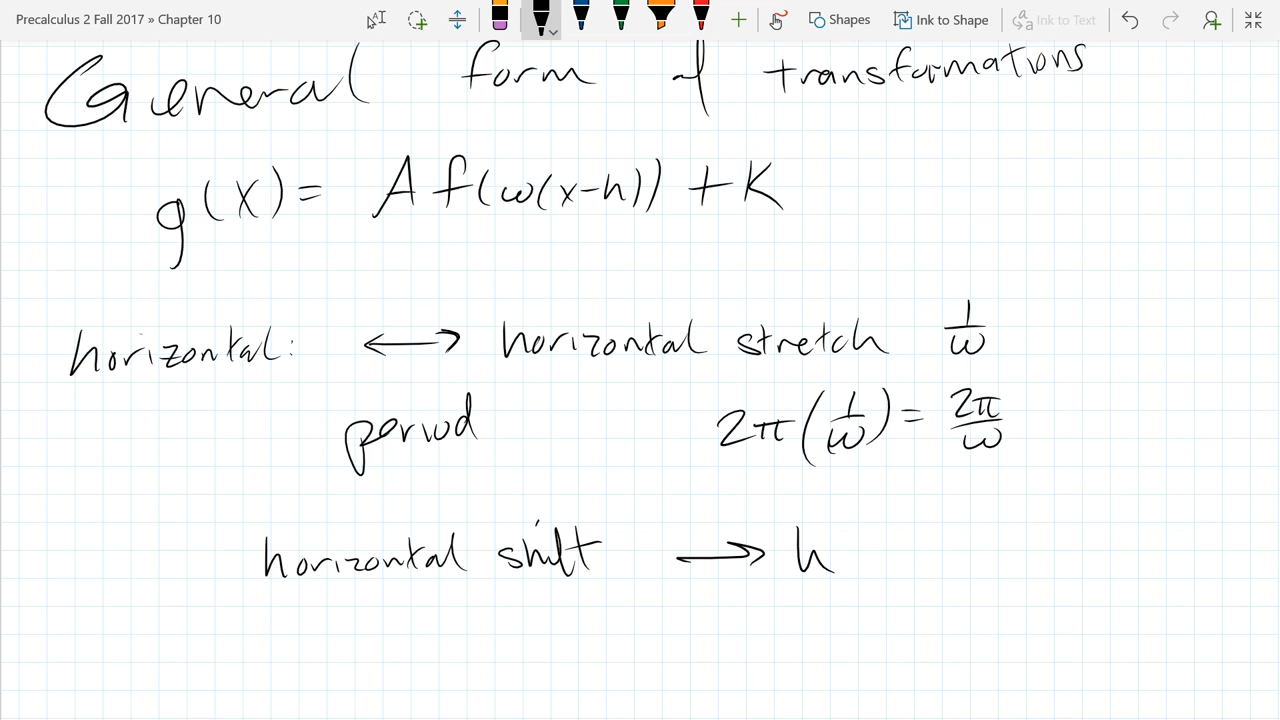 Precalculus 2 Fall 2017 » Chapter 10
Shapes
Ink to Shape
Ink to Text
General form of transformations
g(x) = A f(ω(x-h)) + K
horizontal: ⟷ horizontal stretch 1/ω
period 2π(1/ω) = 2π/ω
horizontal shift ⟶ h